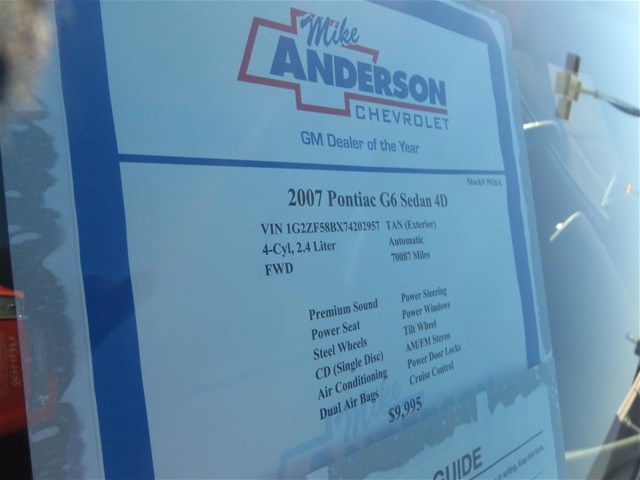 Mike
ANDERSON
CHEVROLET
GM Dealer of the Year
Stock#
2007 Pontiac G6 Sedan 4D
VIN 1G2ZF58BX74202957 TAN (Exterior)
4-Cyl, 2.4 Liter Automatic
FWD 70087 Miles
Premium Sound Power Steering
Power Seat Power Windows
Steel Wheels Tilt Wheel
CD (Single Disc) AM/FM Stereo
Air Conditioning Power Door Locks
Dual Air Bags Cruise Control
$9,995
Mike
GUIDE